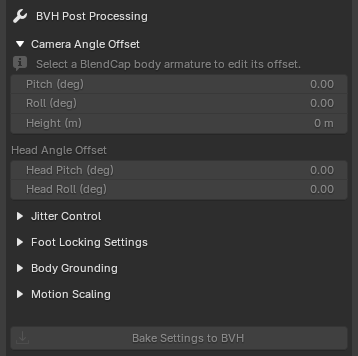 BVH Post Processing
Camera Angle Offset
Select a BlendCap body armature to edit its offset.
Pitch (deg) 0.00
Roll (deg) 0.00
Height (m) 0 m
Head Angle Offset
Head Pitch (deg) 0.00
Head Roll (deg) 0.00
Jitter Control
Foot Locking Settings
Body Grounding
Motion Scaling
Bake Settings to BVH